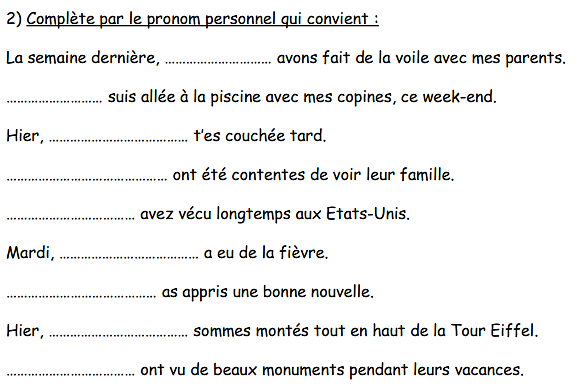 2) Complète par le pronom personnel qui convient :
La semaine dernière, ………………………… avons fait de la voile avec mes parents.
……………………… suis allée à la piscine avec mes copines, ce week-end.
Hier, ………………………………… t’es couchée tard.
……………………………………… ont été contentes de voir leur famille.
……………………………… avez vécu longtemps aux Etats-Unis.
Mardi, ………………………………… a eu de la fièvre.
…………………………………… as appris une bonne nouvelle.
Hier, ………………………………… sommes montés tout en haut de la Tour Eiffel.
……………………………… ont vu de beaux monuments pendant leurs vacances.